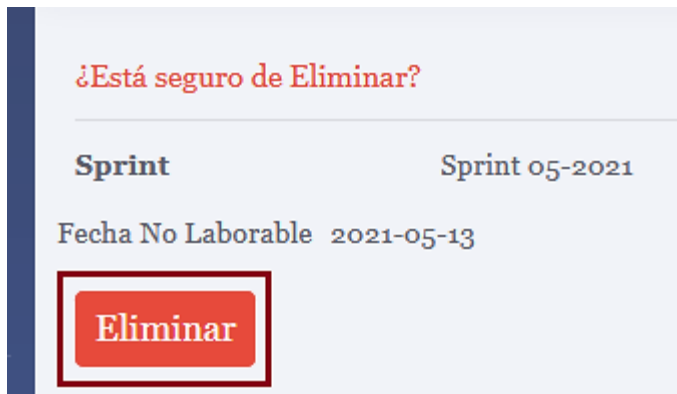 ¿Está seguro de Eliminar?
Sprint Sprint 05-2021
Fecha No Laborable 2021-05-13
Eliminar